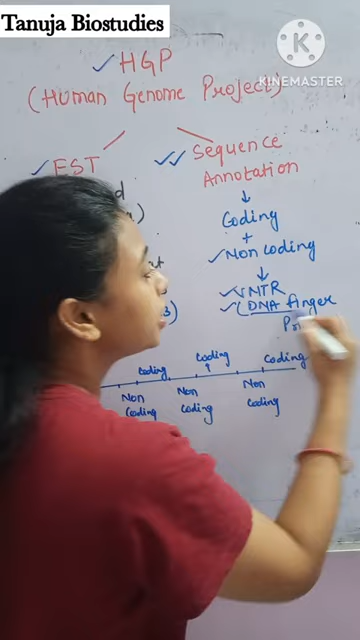 Tanuja Biostudies
K
KINEMASTER
HGP
(Human Genome Project)
EST
Sequence
Annotation
Coding
+
Non coding
VNTR
(DNA finger
Coding
Coding
Coding
Non
Coding
Non
Coding
Non
Coding